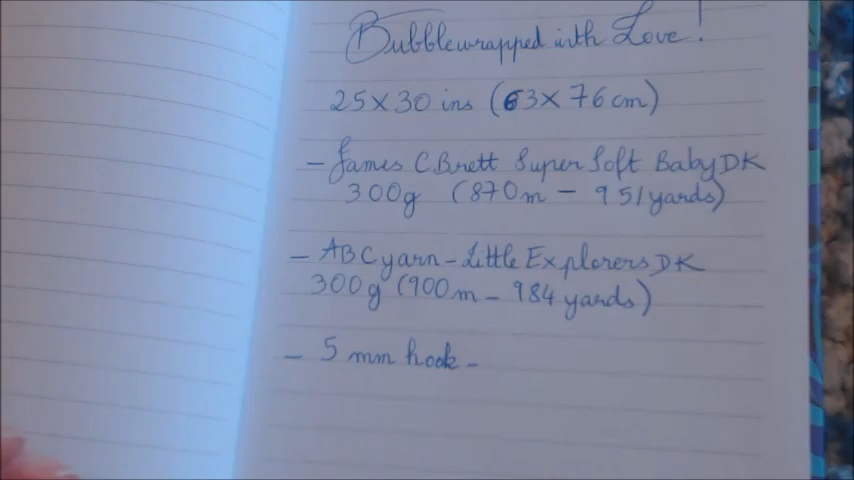 Bubblewrapped with Love!
25 x 30 ins (63 x 76 cm)
- James C. Brett Super Soft Baby DK
300g (870m - 951 yards)
- ABC yarn - Little Explorers DK
300g (900m - 984 yards)
- 5 mm hook -